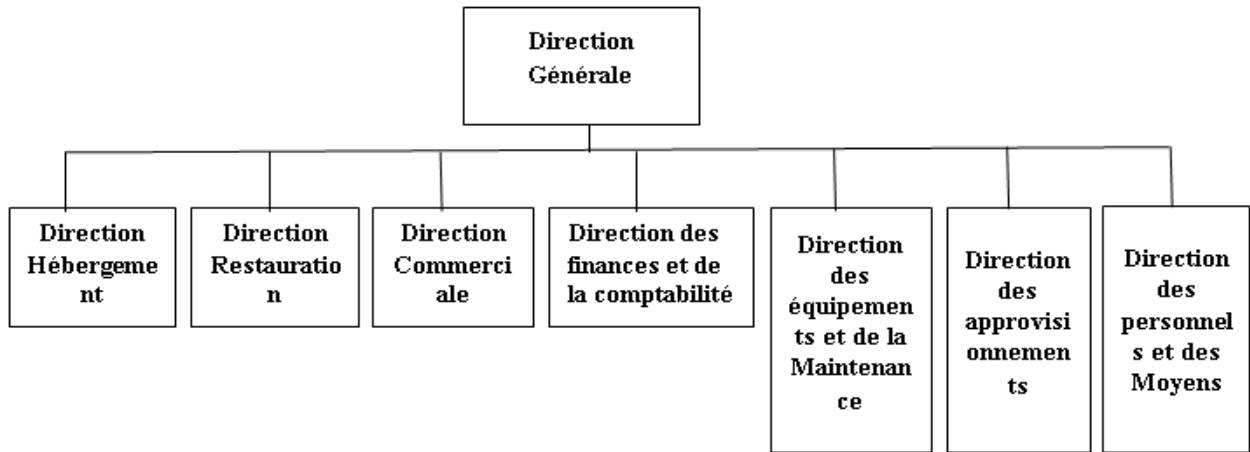 Direction
Générale
Direction
Hébergeme
nt
Direction
Restauratio
n
Direction
Commerci
ale
Direction des
finances et de
la comptabilité
Direction
des
équipemen
ts et de la
Maintenan
ce
Direction
des
approvisi
onnemen
ts
Direction
des
personnel
s et des
Moyens